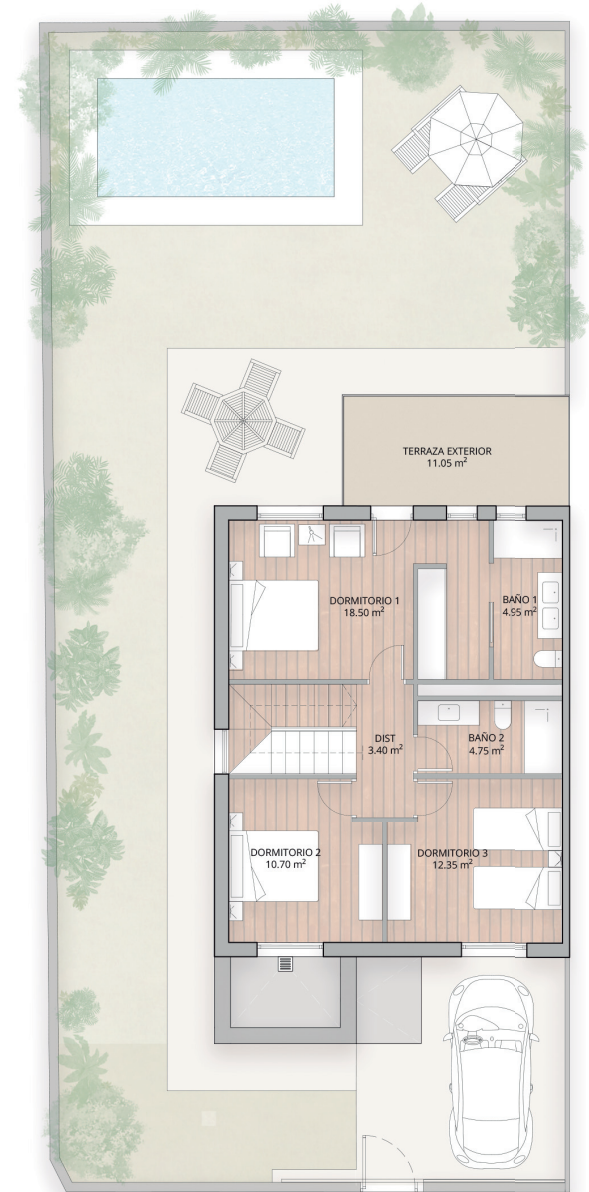 TERRAZA EXTERIOR
11.05 m²
DORMITORIO 1
18.50 m²
BAÑO 1
4.95 m²
DIST
3.40 m²
BAÑO 2
4.75 m²
DORMITORIO 2
10.70 m²
DORMITORIO 3
12.35 m²